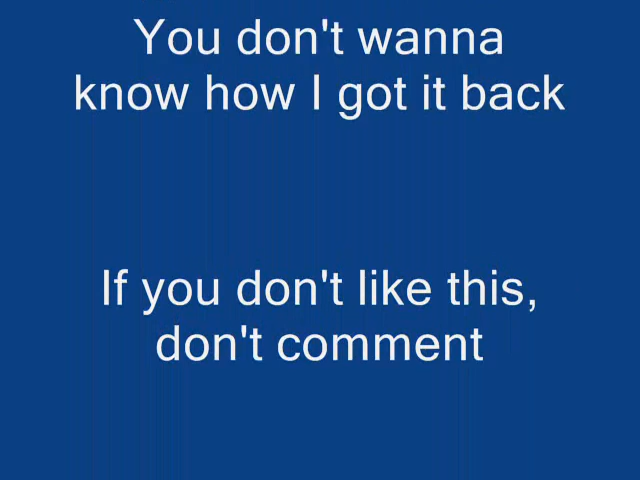 You don't wanna
know how I got it back
If you don't like this,
don't comment